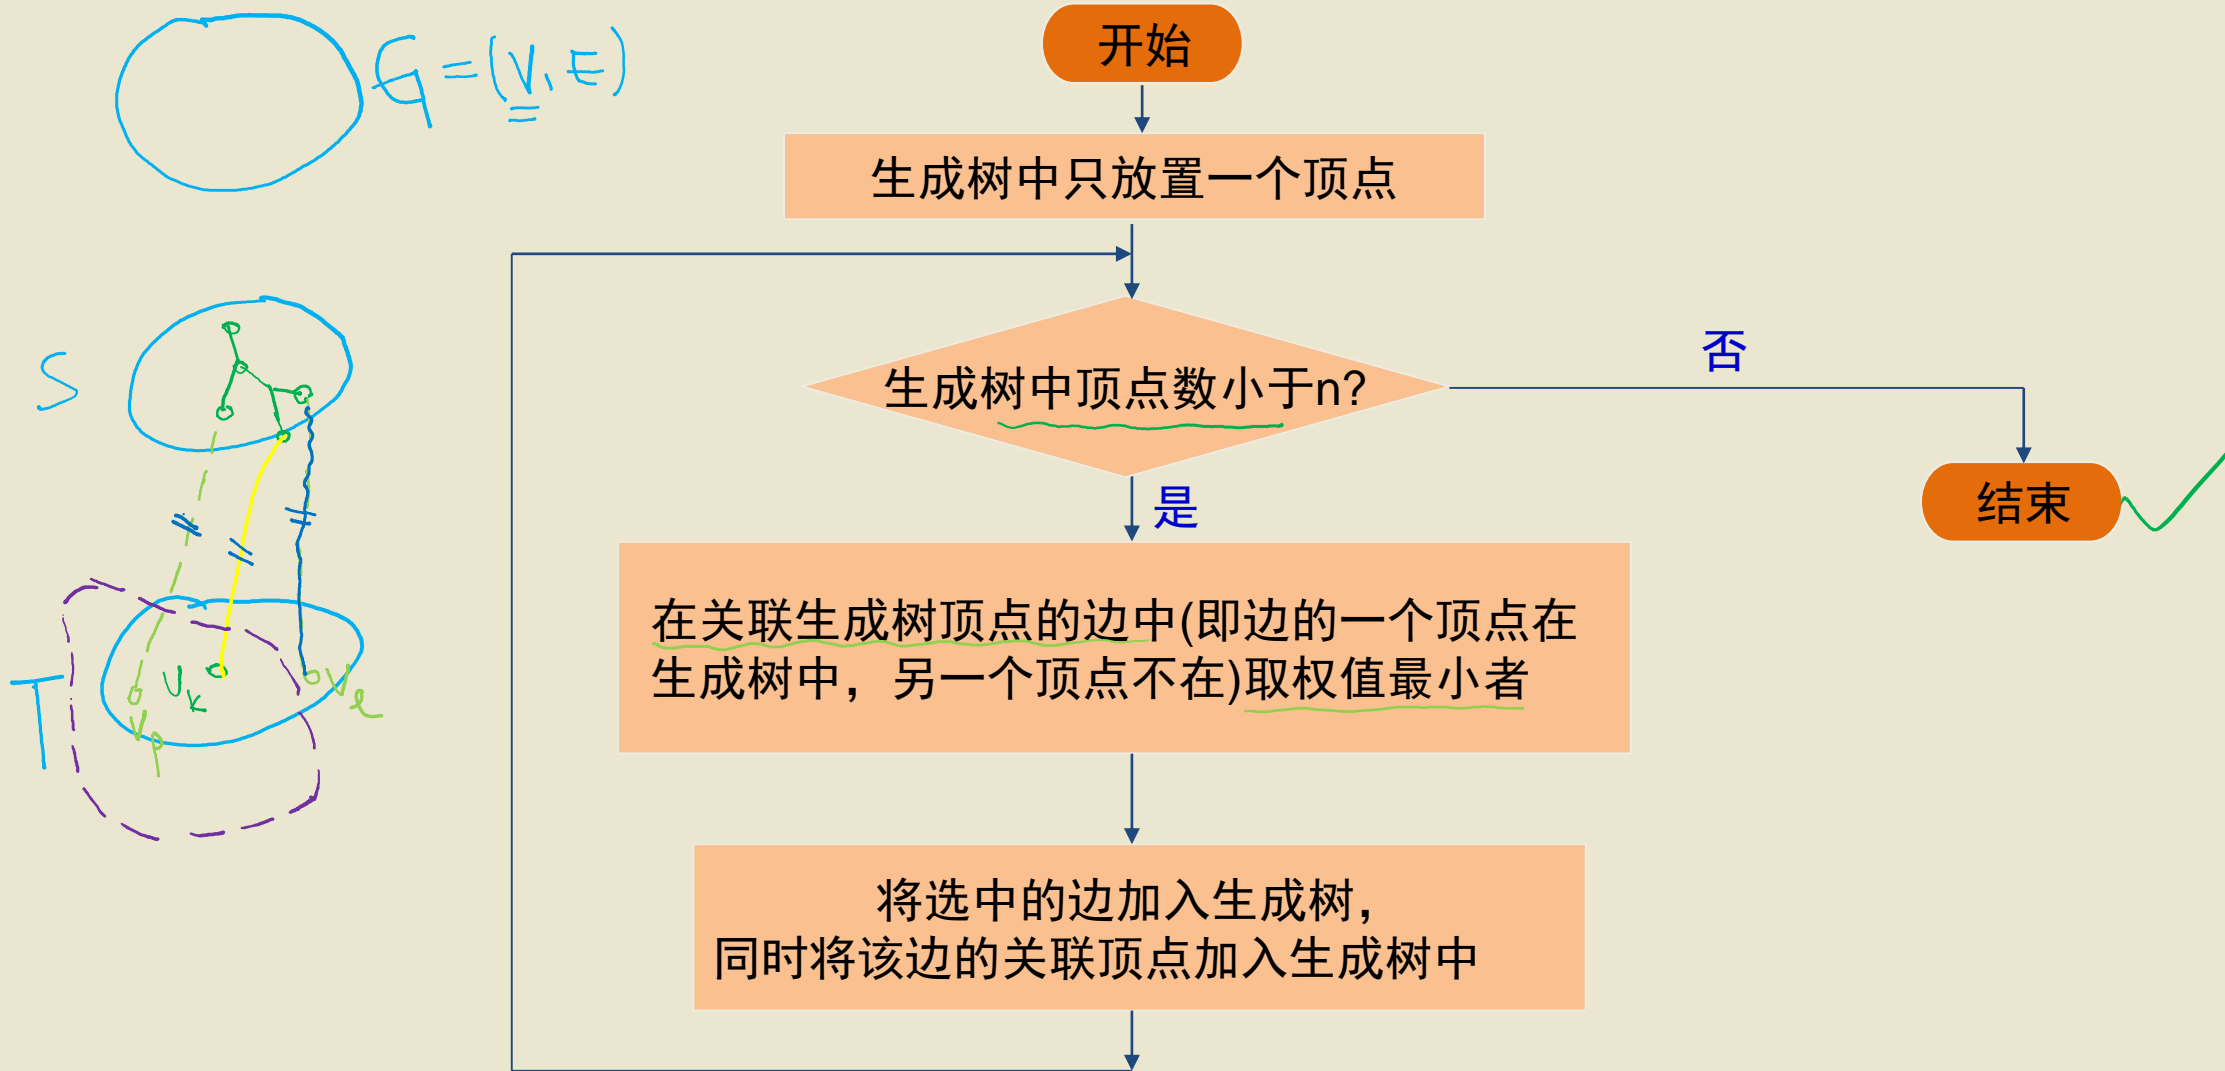 G=(V,E)
开始
生成树中只放置一个顶点
生成树中顶点数小于n?
否
是
结束
在关联生成树顶点的边中(即边的一个顶点在
生成树中，另一个顶点不在)取权值最小者
将选中的边加入生成树，
同时将该边的关联顶点加入生成树中
S
T
Vp
Vk
Vl